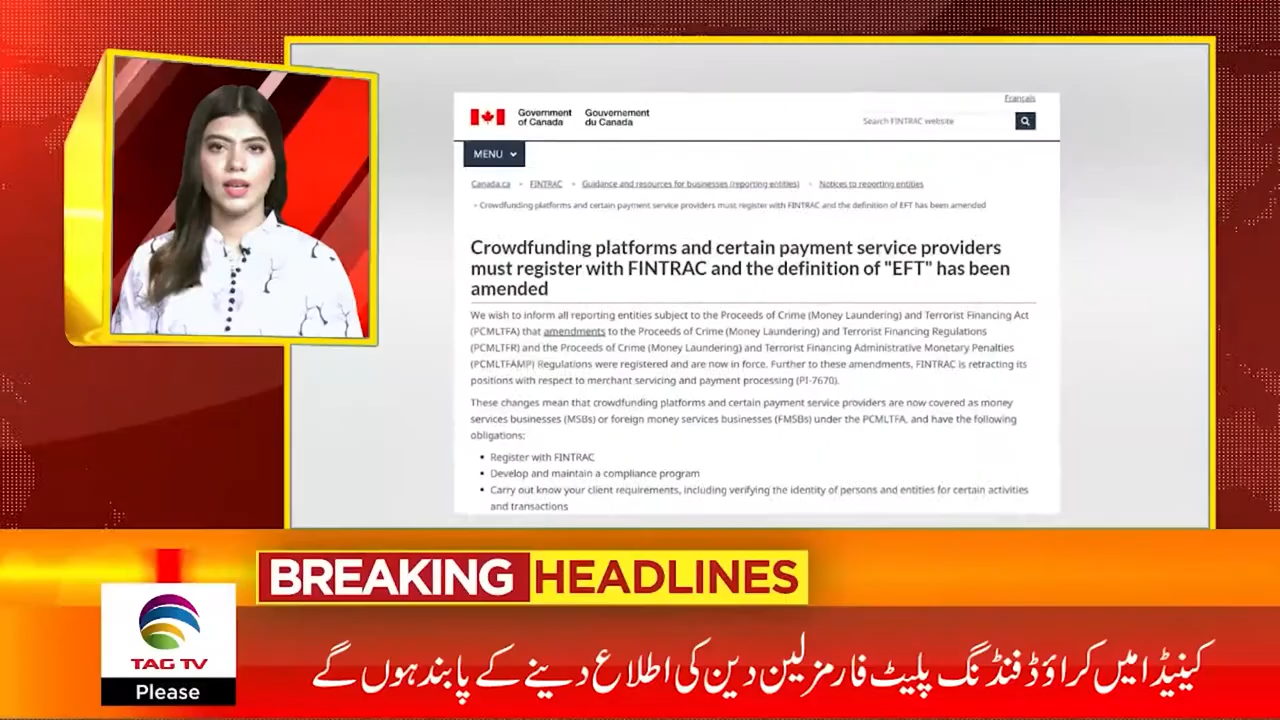 Français
Government of Canada
Gouvernement du Canada
Search FINTRAC website
MENU
Canada.ca > FINTRAC > Guidance and resources for businesses (reporting entities) > Notices to reporting entities
> Crowdfunding platforms and certain payment service providers must register with FINTRAC and the definition of EFT has been amended
Crowdfunding platforms and certain payment service providers
must register with FINTRAC and the definition of "EFT" has been
amended
We wish to inform all reporting entities subject to the Proceeds of Crime (Money Laundering) and Terrorist Financing Act
(PCMLTFA) that amendments to the Proceeds of Crime (Money Laundering) and Terrorist Financing Regulations
(PCMLTFR) and the Proceeds of Crime (Money Laundering) and Terrorist Financing Administrative Monetary Penalties
(PCMLTFAMP) Regulations were registered and are now in force. Further to these amendments, FINTRAC is retracting its
positions with respect to merchant servicing and payment processing (PI-7670).
These changes mean that crowdfunding platforms and certain payment service providers are now covered as money
services businesses (MSBs) or foreign money services businesses (FMSBs) under the PCMLTFA, and have the following
obligations:
• Register with FINTRAC
• Develop and maintain a compliance program
• Carry out know your client requirements, including verifying the identity of persons and entities for certain activities
and transactions
BREAKING HEADLINES
TAG TV
Please
کینیڈا میں کراؤڈ فنڈنگ پلیٹ فارمز لین دین کی اطلاع دینے کے پابند ہوں گے